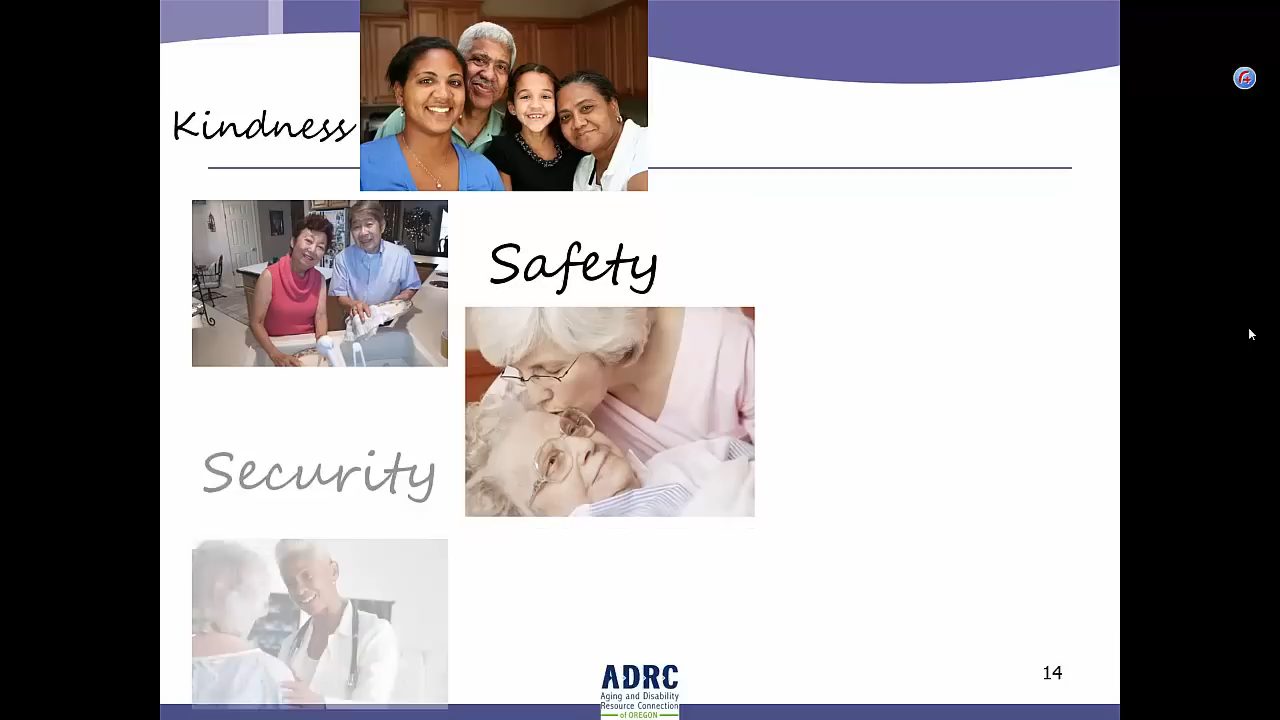 Kindness
Safety
Security
ADRC
Aging and Disability
Resource Connection
of OREGON
14